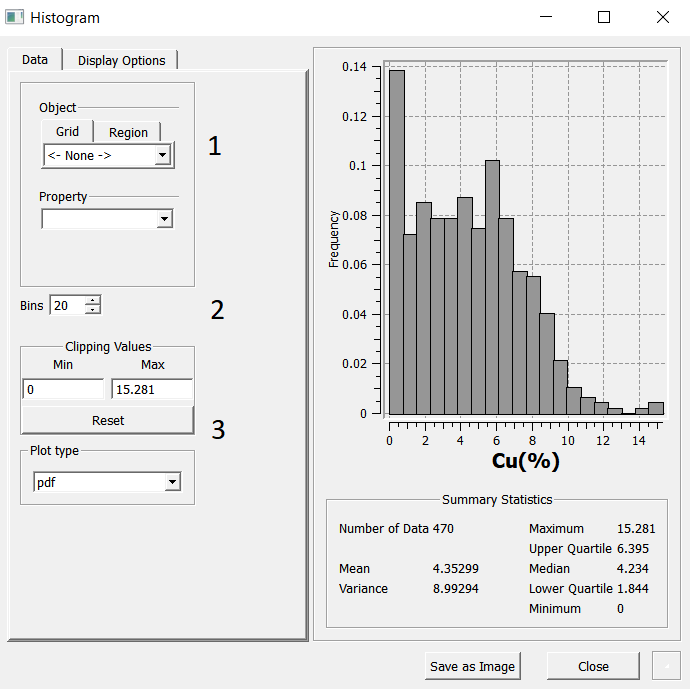 Histogram
Data
Display Options
Object
Grid
Region
<- None ->
1
Property
Bins 20
2
Clipping Values
Min
Max
0
15.281
Reset
3
Plot type
pdf
0.14
0.12
0.1
0.08
0.06
0.04
0.02
0
Frequency
0 2 4 6 8 10 12 14
Cu(%)
Summary Statistics
Number of Data 470
Maximum 15.281
Upper Quartile 6.395
Mean 4.35299
Median 4.234
Variance 8.99294
Lower Quartile 1.844
Minimum 0
Save as Image
Close